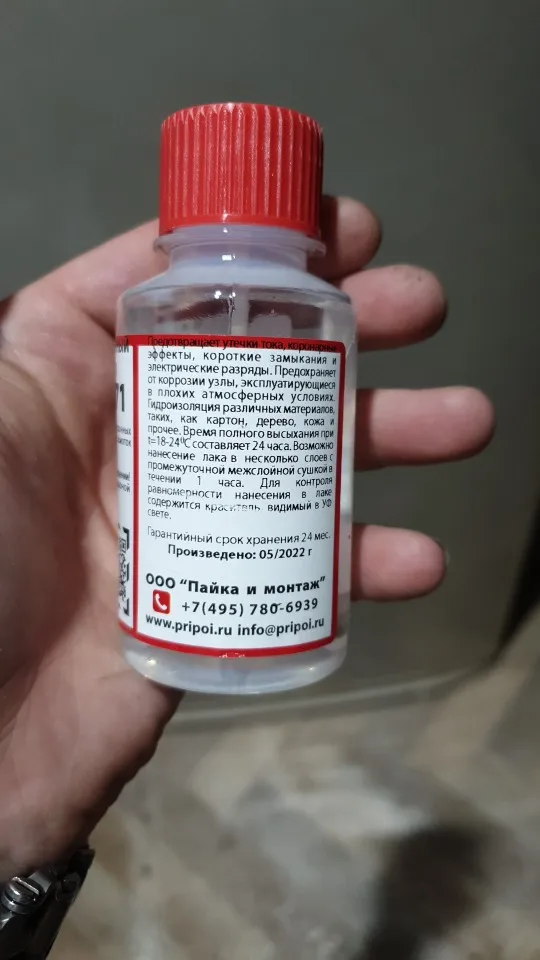 Предотвращает утечки тока, коронарные
эффекты, короткие замыкания и
электрические разряды. Предохраняет
от коррозии узлы, эксплуатирующиеся
в плохих атмосферных условиях.
Гидроизоляция различных материалов,
таких, как картон, дерево, кожа и
прочее. Время полного высыхания при
t=18-24⁰С составляет 24 часа. Возможно
нанесение лака в несколько слоев с
промежуточной межслойной сушкой в
течении 1 часа. Для контроля
равномерности нанесения в лаке
содержится краситель, видимый в УФ
свете.
Гарантийный срок хранения 24 мес.
Произведено: 05/2022 г
ООО "Пайка и монтаж"
+7(495) 780-6939
www.pripoi.ru info@pripoi.ru